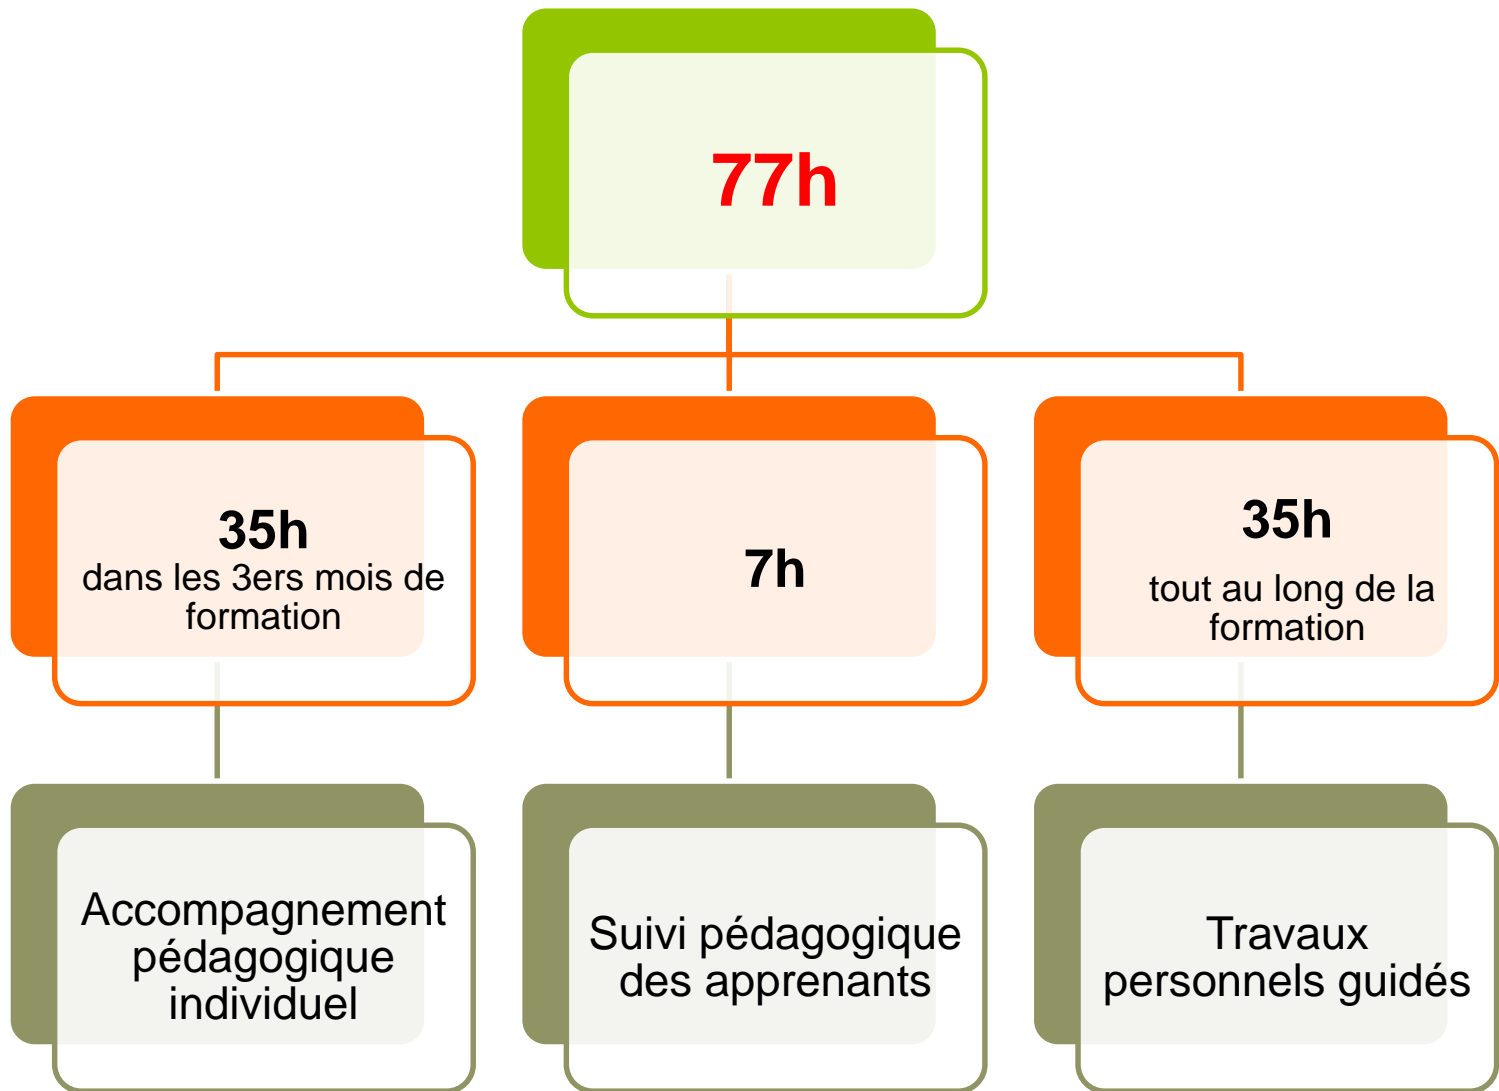 77h
35h
dans les 3ers mois de
formation
7h
35h
tout au long de la
formation
Accompagnement
pédagogique
individuel
Suivi pédagogique
des apprenants
Travaux
personnels guidés